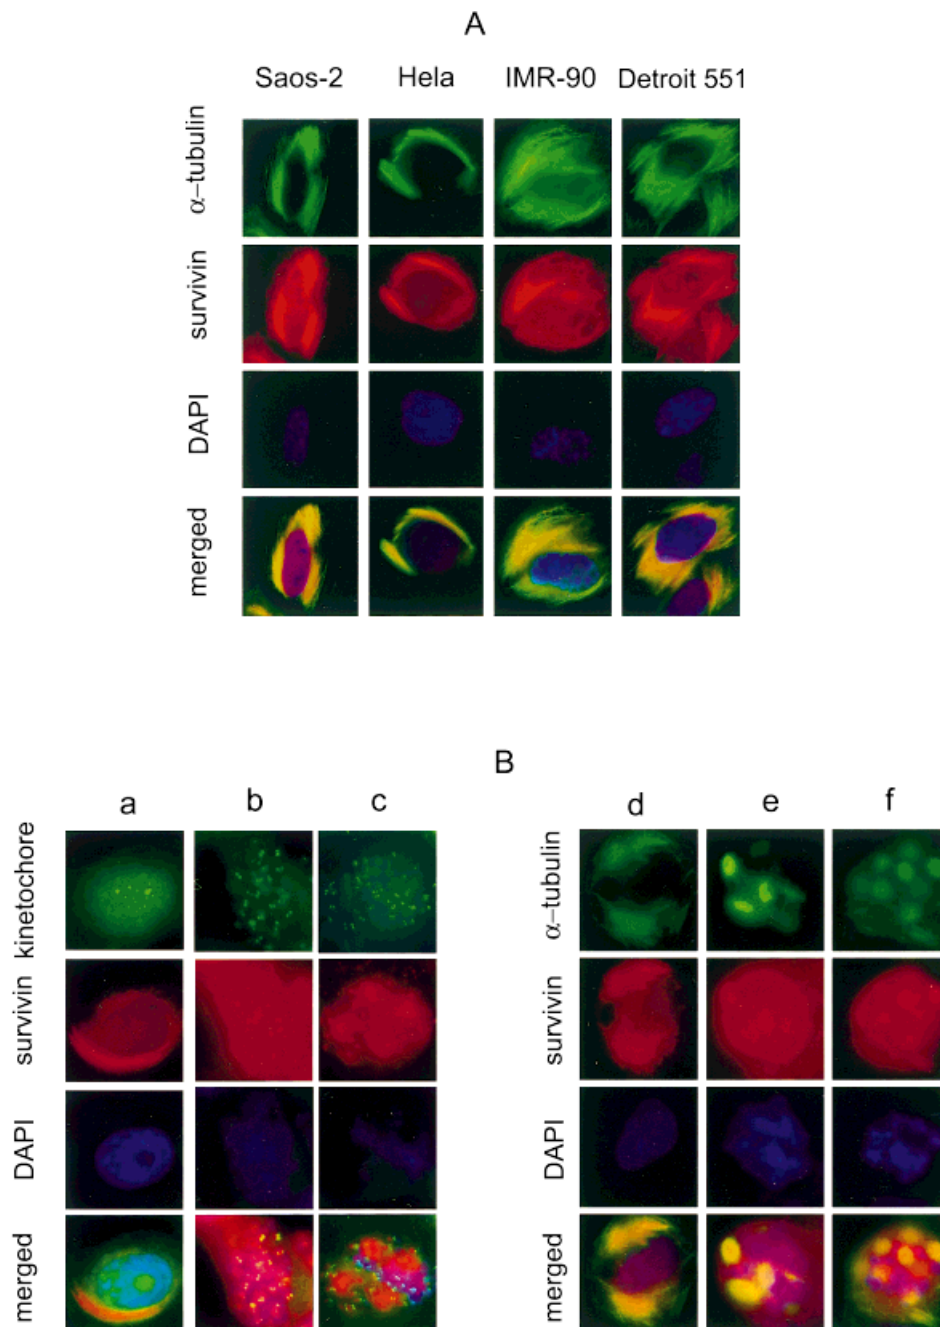 A
Saos-2 Hela IMR-90 Detroit 551
α-tubulin
survivin
DAPI
merged
B
a b c d e f
kinetochore α-tubulin
survivin survivin
DAPI DAPI
merged merged